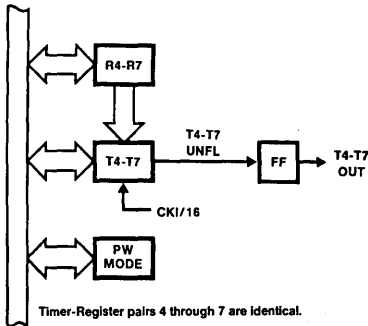 R4-R7
T4-T7
UNFL
T4-T7
FF
T4-T7
OUT
CKI/16
PW
MODE
Timer-Register pairs 4 through 7 are identical.